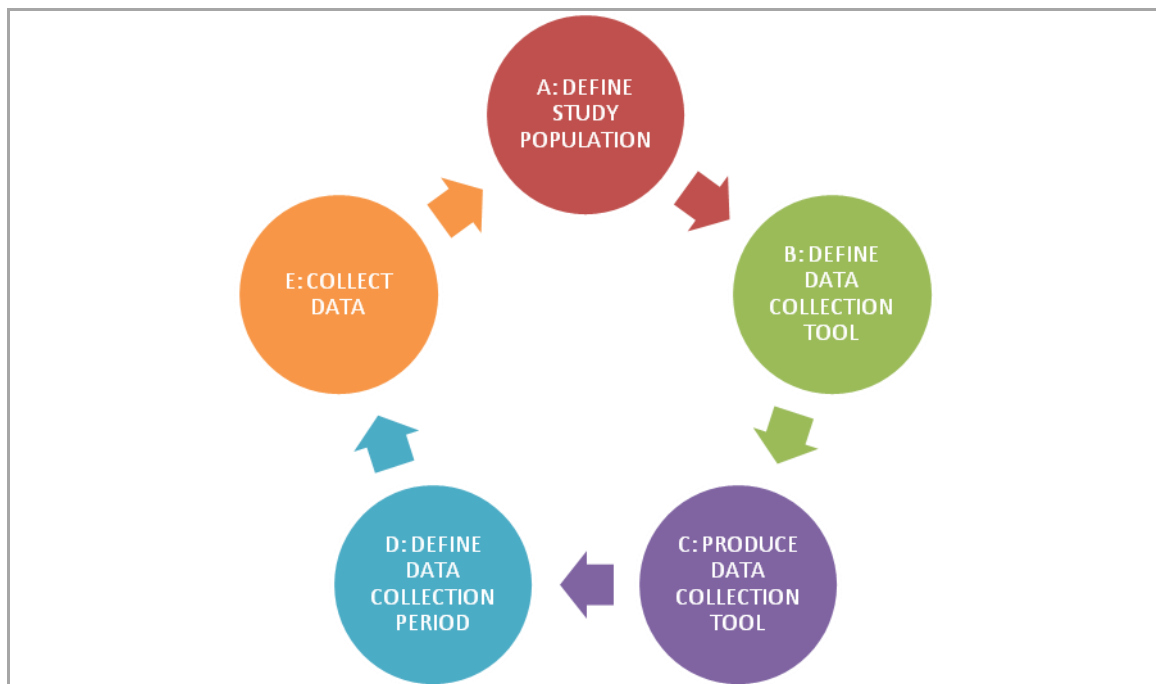 A: DEFINE
STUDY
POPULATION
B: DEFINE
DATA
COLLECTION
TOOL
C: PRODUCE
DATA
COLLECTION
TOOL
D: DEFINE
DATA
COLLECTION
PERIOD
E: COLLECT
DATA